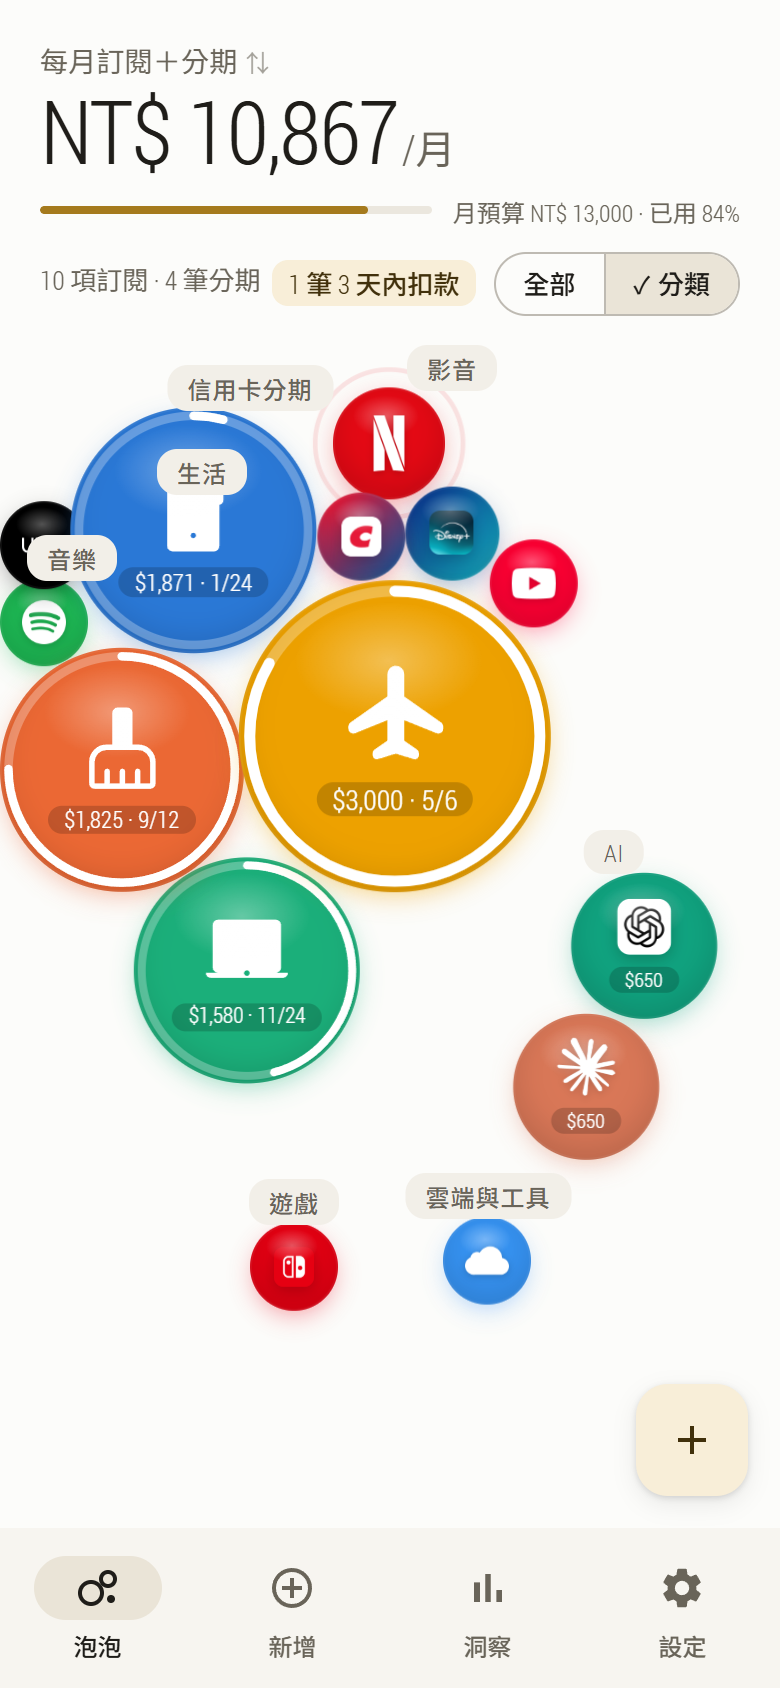 每月訂閱＋分期
NT$ 10,867/月
月預算 NT$ 13,000 · 已用 84%
10 項訂閱 · 4 筆分期
1 筆 3 天內扣款
全部
✓ 分類
影音
信用卡分期
生活
音樂
$1,871 · 1/24
Disney+
$1,825 · 9/12
$3,000 · 5/6
AI
$650
$1,580 · 11/24
$650
遊戲
雲端與工具
泡泡
新增
洞察
設定